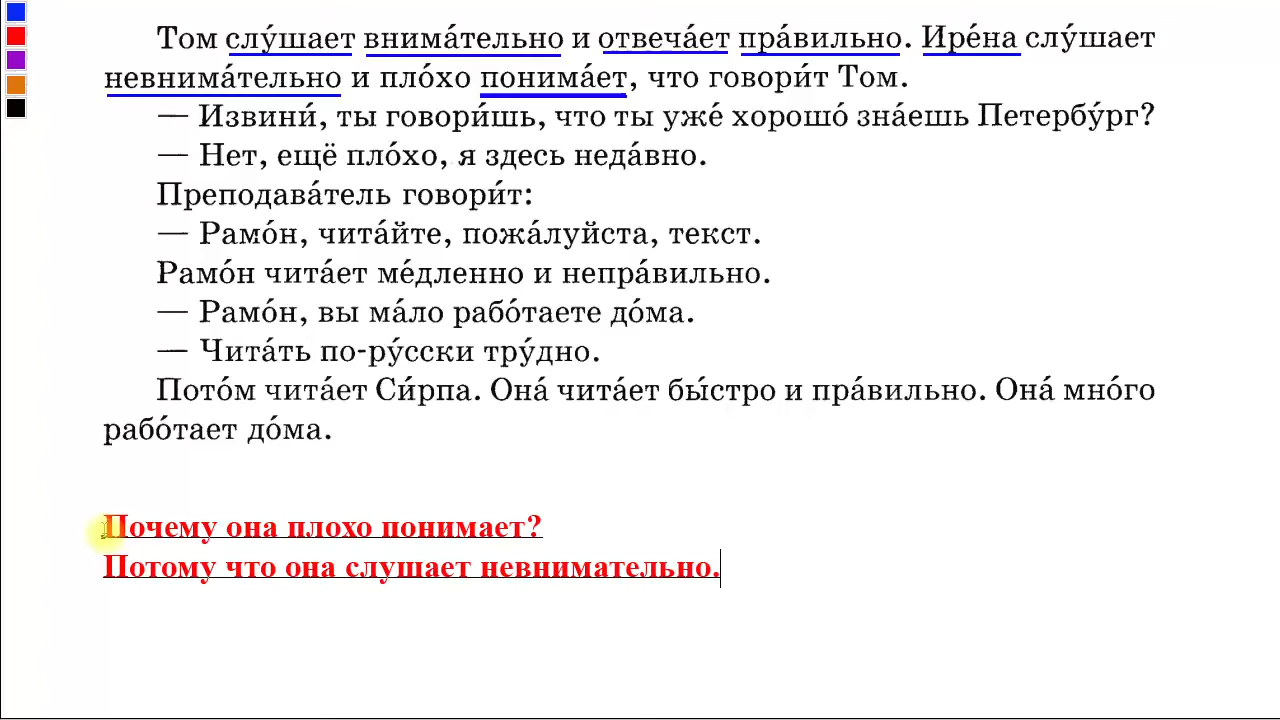 Том слу́шает внима́тельно и отвеча́ет пра́вильно. Ире́на слу́шает
невнима́тельно и пло́хо понима́ет, что говори́т Том.
— Извини́, ты говори́шь, что ты уже́ хорошо́ зна́ешь Петербу́рг?
— Нет, ещё пло́хо, я здесь неда́вно.
Преподава́тель говори́т:
— Рамо́н, чита́йте, пожа́луйста, текст.
Рамо́н чита́ет ме́дленно и непра́вильно.
— Рамо́н, вы ма́ло рабо́таете до́ма.
— Чита́ть по-ру́сски тру́дно.
Пото́м чита́ет Си́рпа. Она́ чита́ет бы́стро и пра́вильно. Она́ мно́го
рабо́тает до́ма.
Почему она плохо понимает?
Потому что она слушает невнимательно.